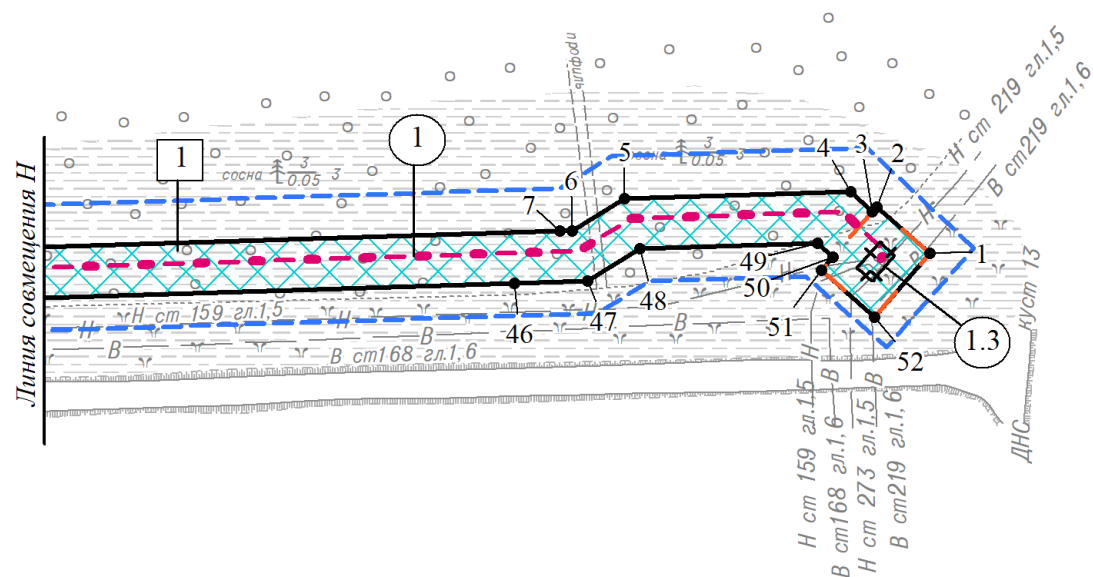 Линия совмещения Н
1
1
сосна 3
0.05 3
сосна 3
0.05 3
7
6
5
4
3
2
1
46
47
48
49
50
51
52
1.3
Н ст 219 гл.1,5
В ст219 гл.1,6
Н
В
Н ст 159 гл.1,5
Н
Н
Н
В
В
В
В ст168 гл.1,6
Н ст 159 гл.1,5 Н
В ст168 гл.1,6 В
Н ст 273 гл.1,5
В ст219 гл.1,6 В
ДНС
куст 13